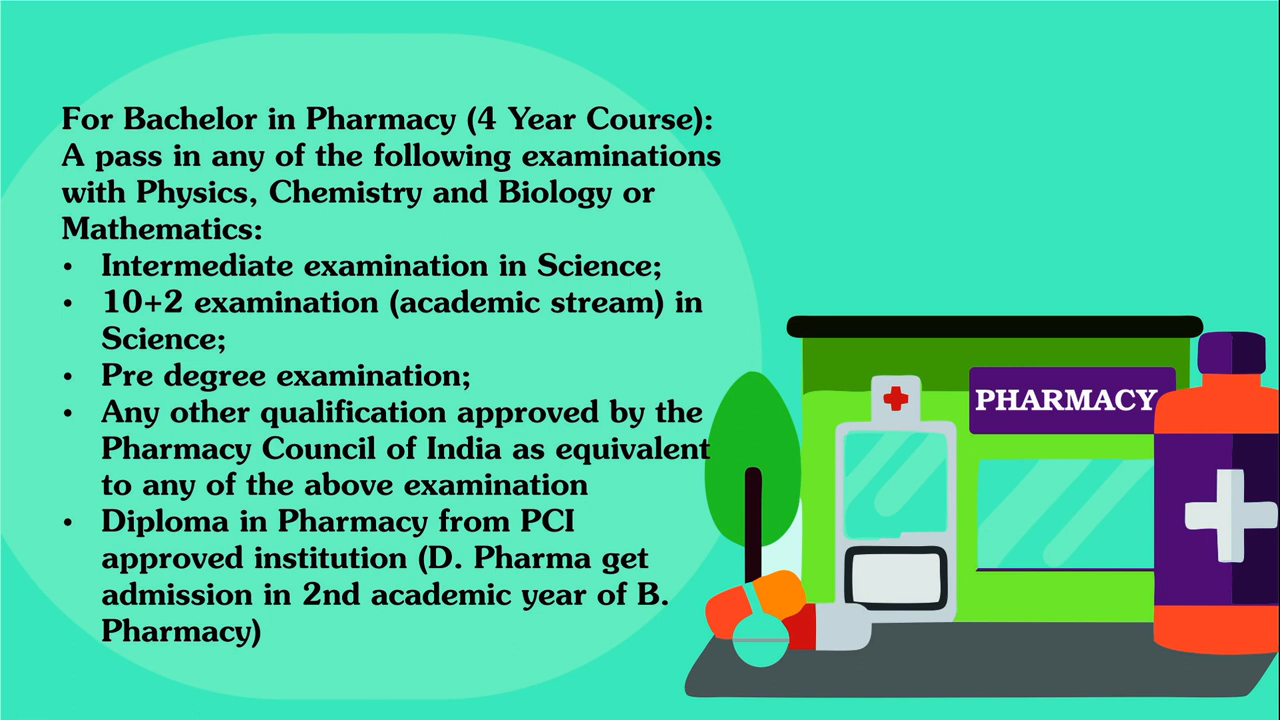 For Bachelor in Pharmacy (4 Year Course):
A pass in any of the following examinations
with Physics, Chemistry and Biology or
Mathematics:
• Intermediate examination in Science;
• 10+2 examination (academic stream) in
Science;
• Pre degree examination;
• Any other qualification approved by the
Pharmacy Council of India as equivalent
to any of the above examination
• Diploma in Pharmacy from PCI
approved institution (D. Pharma get
admission in 2nd academic year of B.
Pharmacy)
PHARMACY